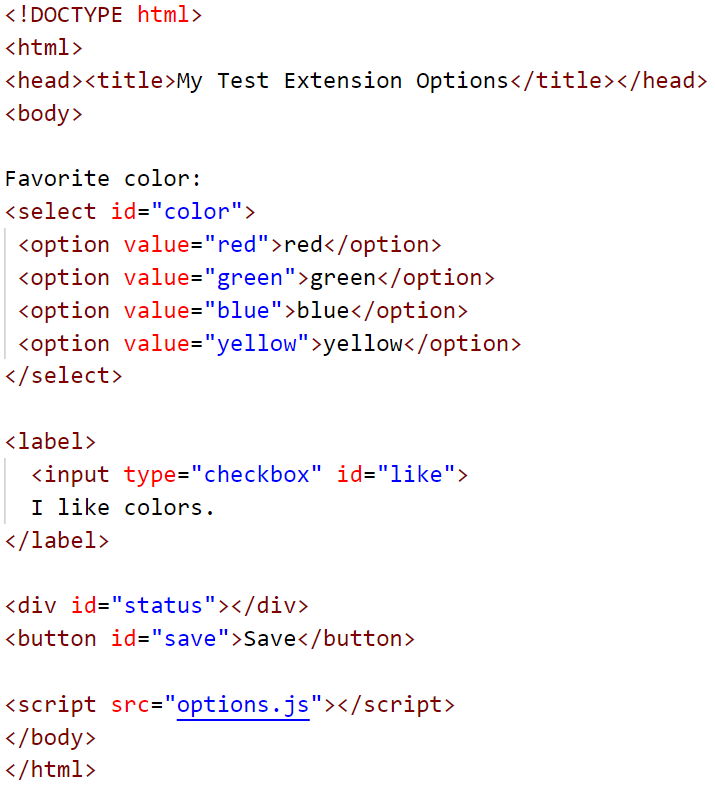 <!DOCTYPE html>
<html>
<head><title>My Test Extension Options</title></head>
<body>

Favorite color:
<select id="color">
 <option value="red">red</option>
 <option value="green">green</option>
 <option value="blue">blue</option>
 <option value="yellow">yellow</option>
</select>

<label>
  <input type="checkbox" id="like">
  I like colors.
</label>

<div id="status"></div>
<button id="save">Save</button>

<script src="options.js"></script>
</body>
</html>